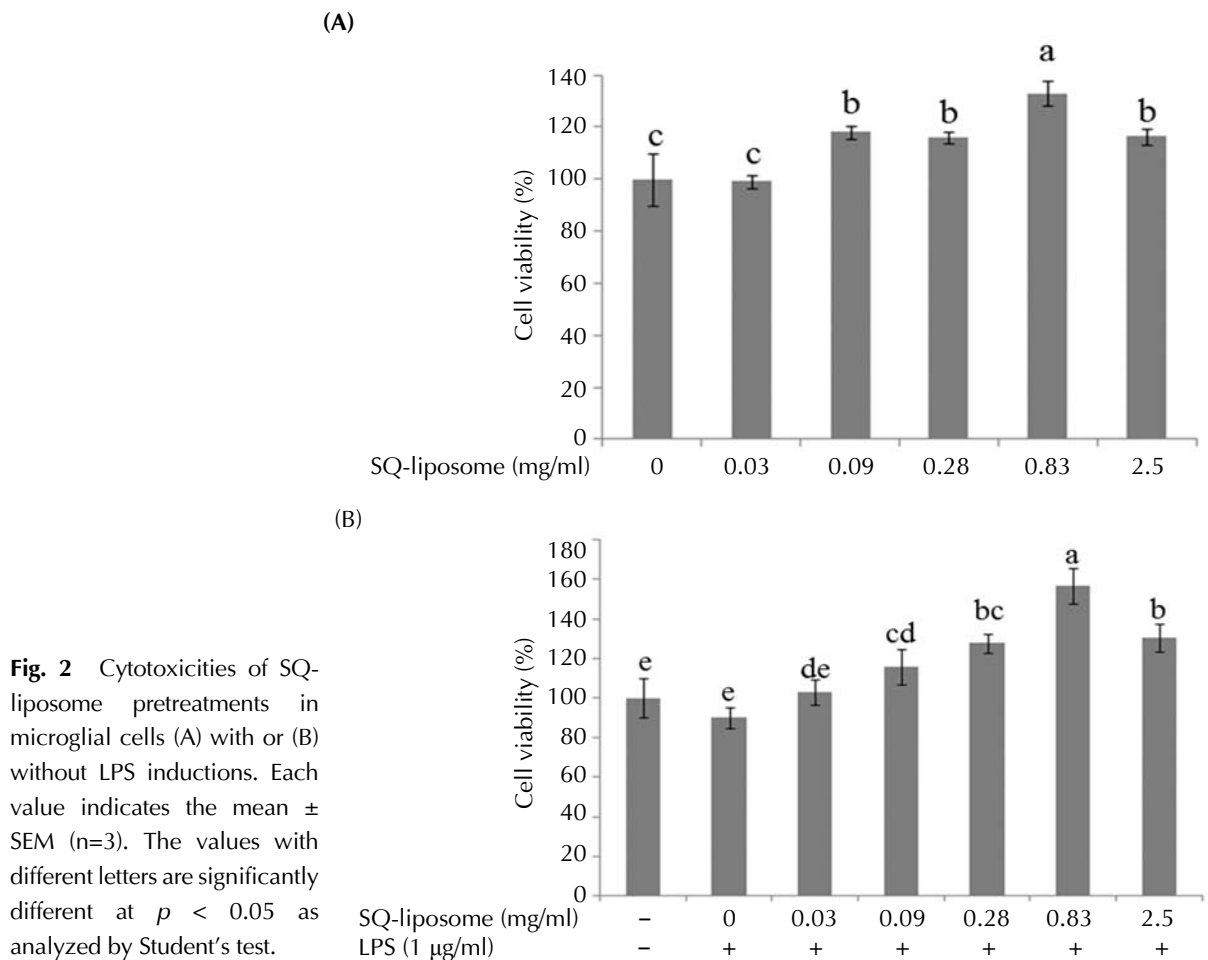 (A)
a
140
b
b
b
120
c
c
100
80
60
40
20
0
Cell viability (%)
SQ-liposome (mg/ml) 0 0.03 0.09 0.28 0.83 2.5
(B)
180
a
160
140
bc
b
cd
120
e
de
e
100
80
60
40
20
0
Cell viability (%)
SQ-liposome (mg/ml) – 0 0.03 0.09 0.28 0.83 2.5
LPS (1 μg/ml) – + + + + + +
Fig. 2 Cytotoxicities of SQ-
liposome pretreatments in
microglial cells (A) with or (B)
without LPS inductions. Each
value indicates the mean ±
SEM (n=3). The values with
different letters are significantly
different at p < 0.05 as
analyzed by Student's test.